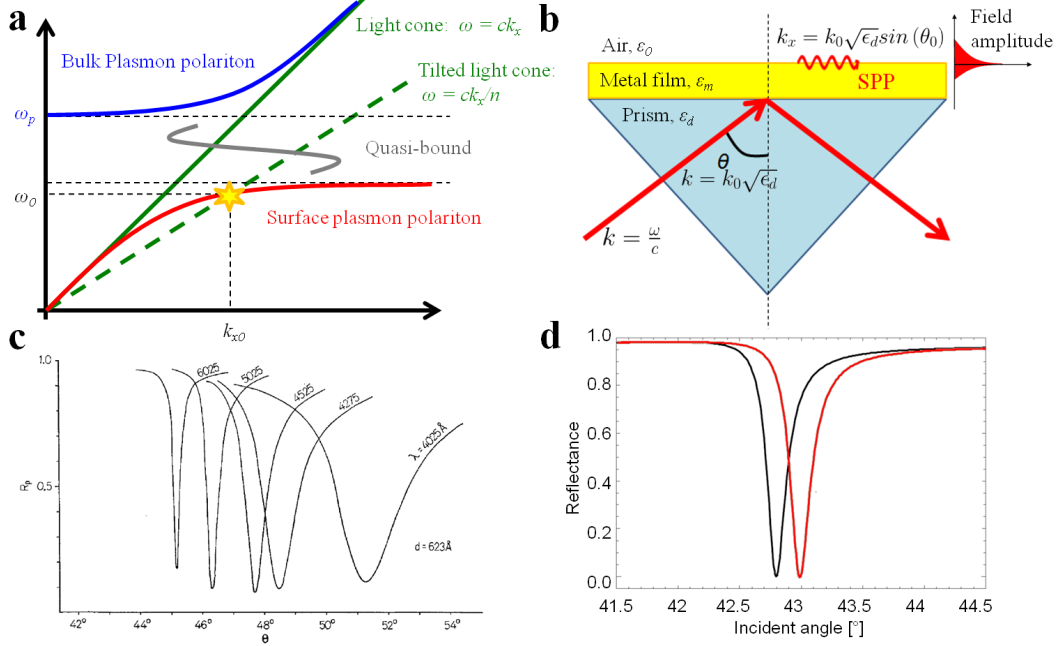 a
Light cone: ω = ckₓ
Bulk Plasmon polariton
Tilted light cone:
ω = ckₓ/n
ωp
Quasi-bound
ωo
Surface plasmon polariton
kxo
b
Air, εo
kₓ = k₀√ϵd sin (θ₀)
Field
amplitude
Metal film, εm
SPP
Prism, εd
θ
k = k₀√ϵd
k = ω/c
c
1.0
6025
5025
4525
4275
λ=4025Å
Rp
0.5
d=623Å
42° 44° 46° 48° 50° 52° 54°
θ
d
1.0
0.8
0.6
0.4
0.2
0.0
Reflectance
41.5 42 42.5 43 43.5 44 44.5
Incident angle [°]